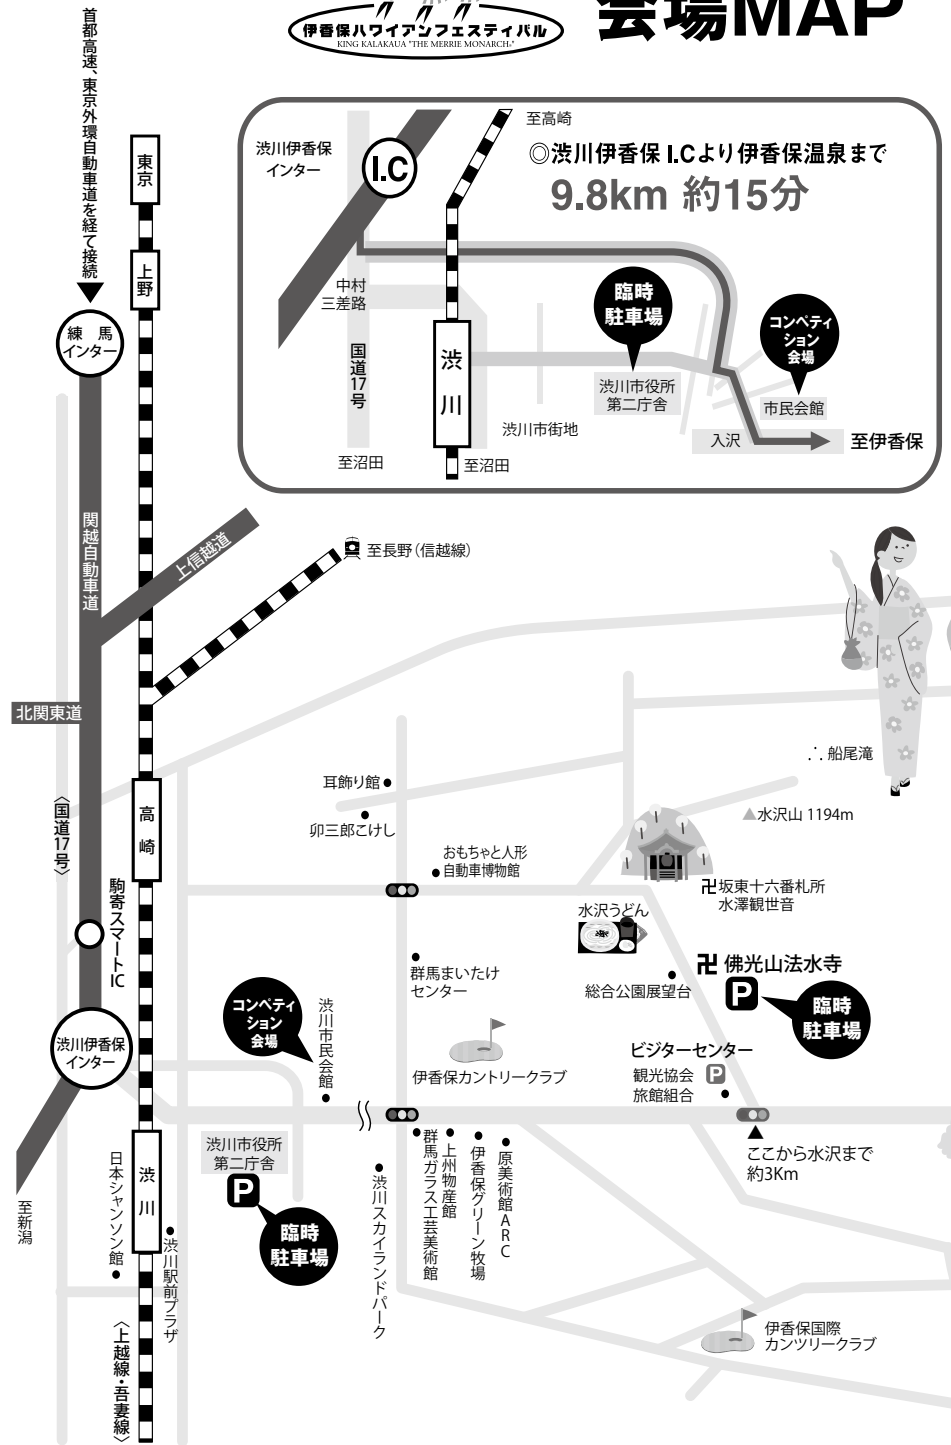 伊香保ハワイアンフェスティバル
KING KALAKAUA "THE MERRIE MONARCH"
会場MAP
首都高速、東京外環自動車道を経て接続
東京
上野
練馬
インター
関越自動車道
上信越道
至長野(信越線)
北関東道
〈国道17号〉
高崎
駒寄スマートIC
渋川伊香保
インター
至新潟
日本シャンソン館
渋川
渋川駅前プラザ
〈上越線・吾妻線〉
渋川伊香保
インター
I.C
至高崎
◎渋川伊香保 I.Cより伊香保温泉まで
9.8km 約15分
中村
三差路
国道17号
渋川
臨時
駐車場
渋川市役所
第二庁舎
コンペティ
ション
会場
市民会館
渋川市街地
入沢
至伊香保
至沼田
至沼田
∴ 船尾滝
耳飾り館
卯三郎こけし
おもちゃと人形
自動車博物館
▲水沢山 1194m
卍坂東十六番札所
水澤観世音
水沢うどん
群馬まいたけ
センター
総合公園展望台
卍 佛光山法水寺
P
臨時
駐車場
コンペティ
ション
会場
渋川市民会館
伊香保カントリークラブ
ビジターセンター
観光協会
旅館組合
P
ここから水沢まで
約3Km
渋川市役所
第二庁舎
P
臨時
駐車場
渋川スカイランドパーク
群馬ガラス工芸美術館
上州物産館
伊香保グリーン牧場
原美術館ARC
伊香保国際
カンツリークラブ